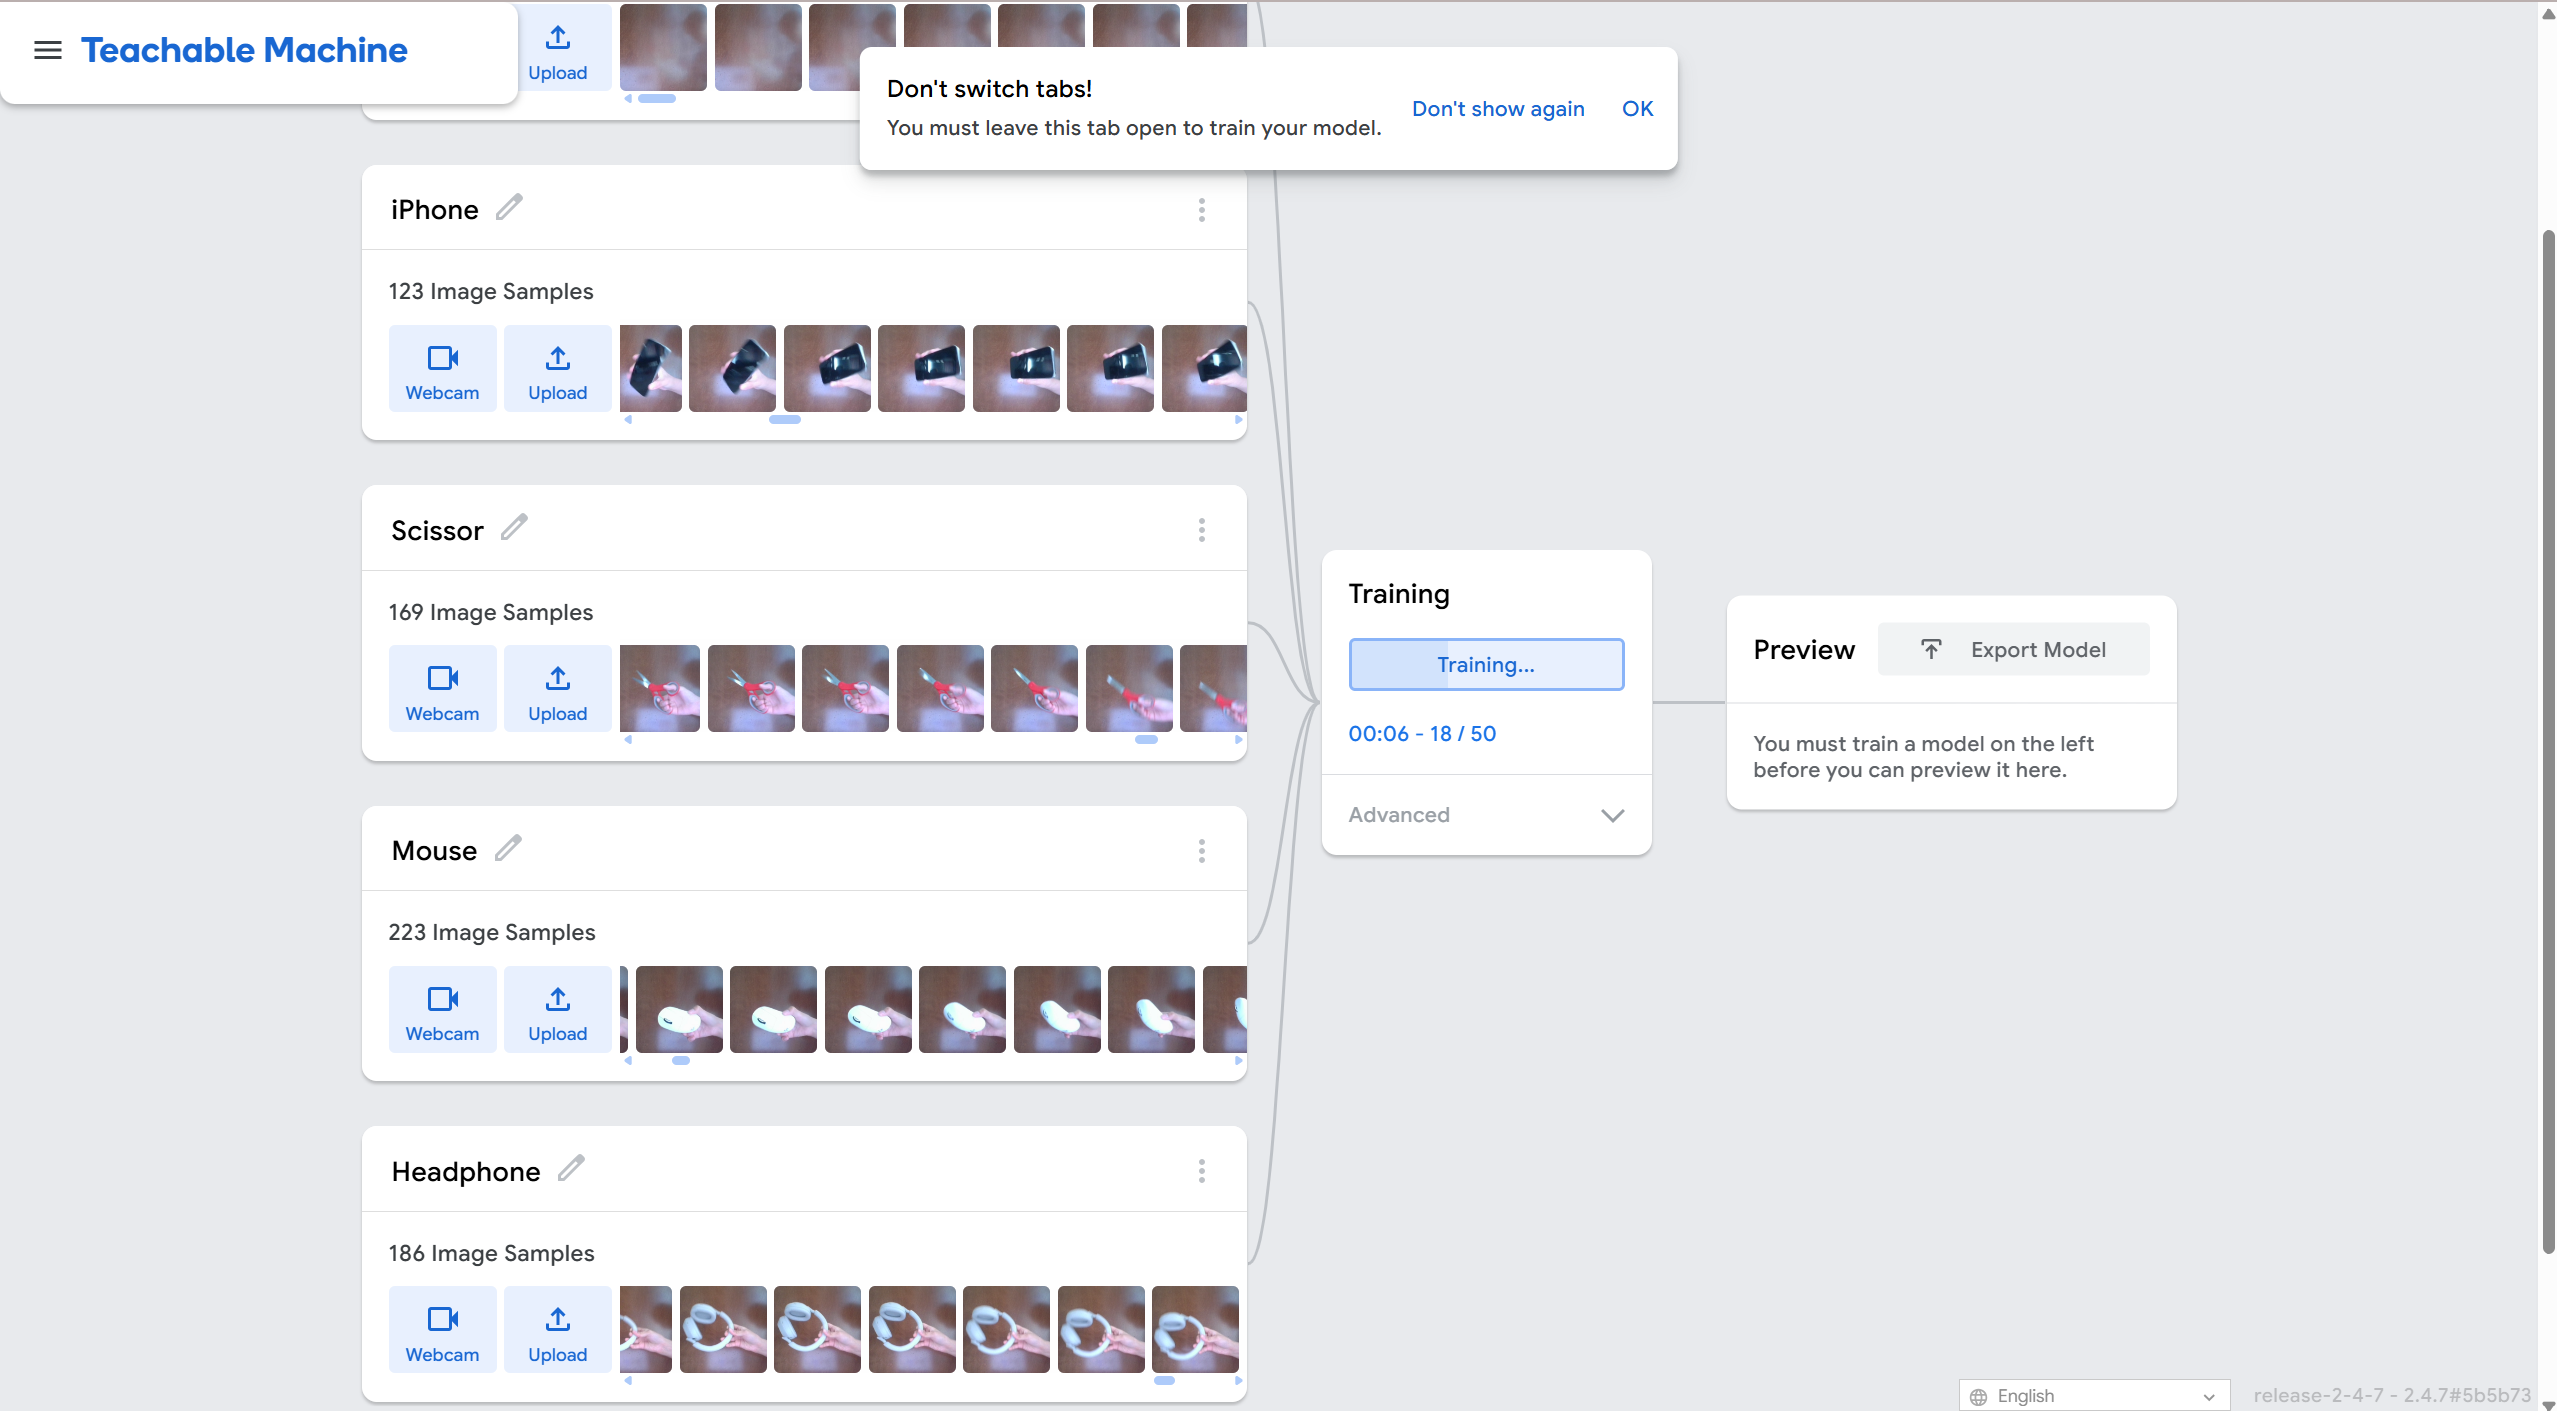 Teachable Machine
Upload
Don't switch tabs!
You must leave this tab open to train your model.
Don't show again
OK
iPhone
123 Image Samples
Webcam
Upload
Scissor
169 Image Samples
Webcam
Upload
Mouse
223 Image Samples
Webcam
Upload
Headphone
186 Image Samples
Webcam
Upload
Training
Training...
00:06 - 18 / 50
Advanced
Preview
Export Model
You must train a model on the left
before you can preview it here.
English
release-2-4-7 - 2.4.7#5b5b73